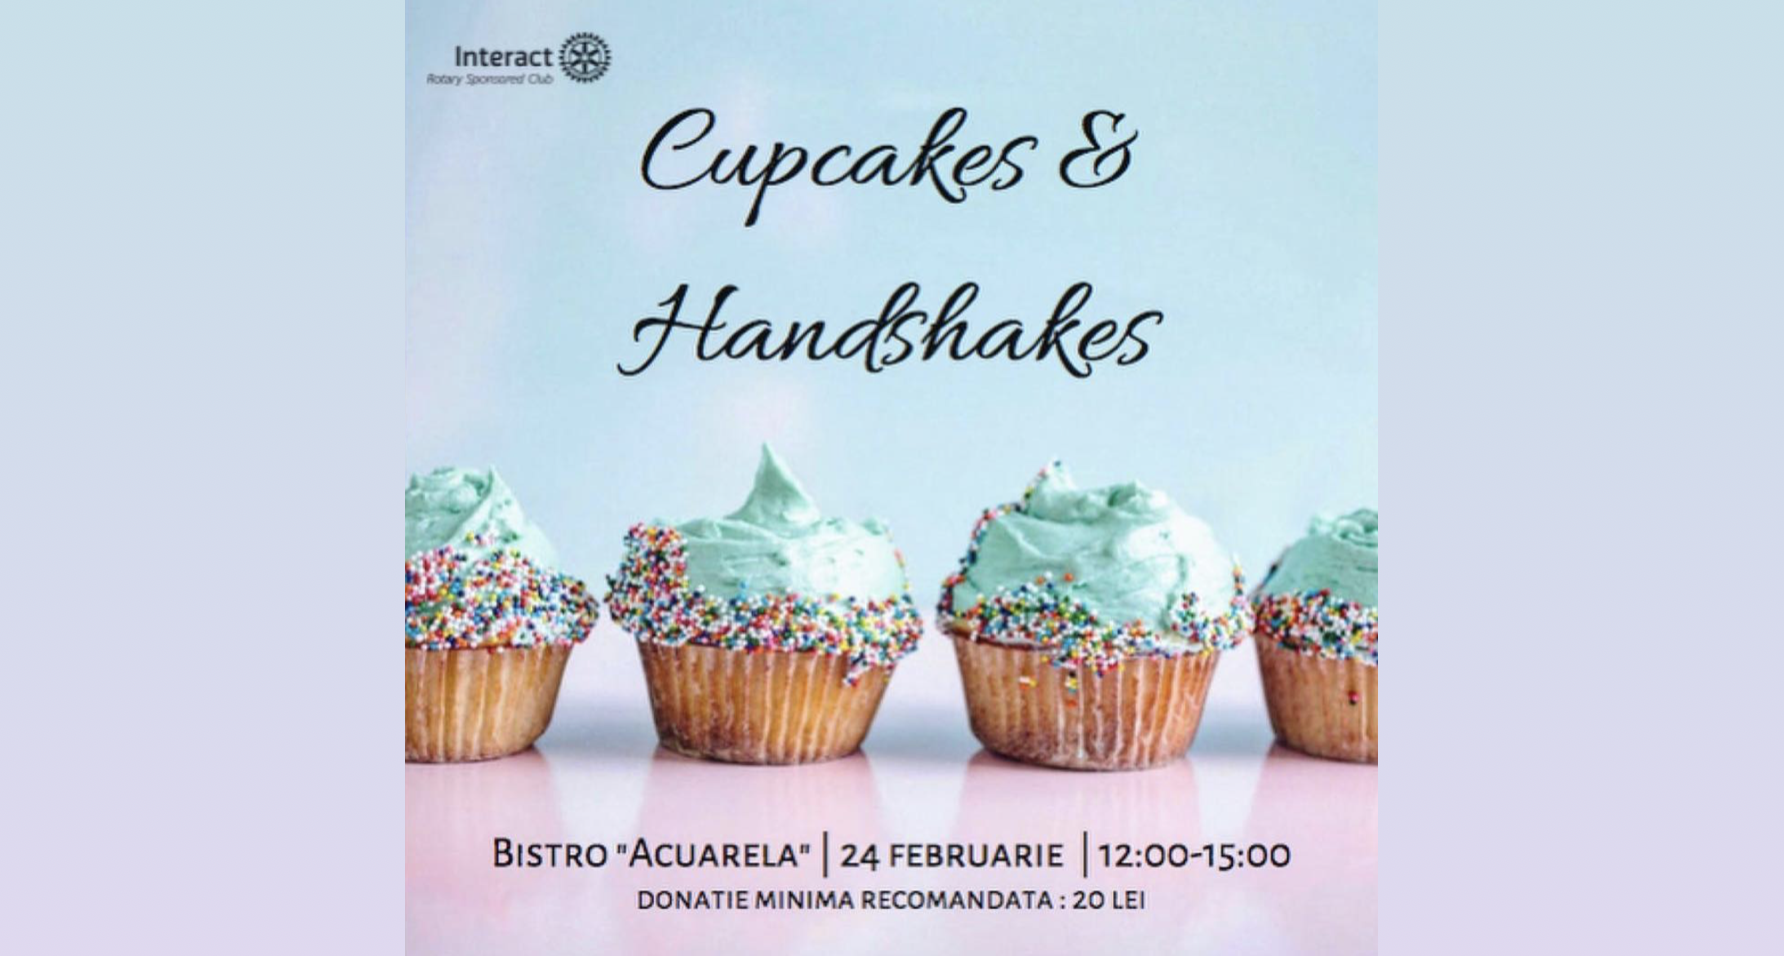 Interact
Rotary Sponsored Club
Cupcakes &
Handshakes
BISTRO "ACUARELA" | 24 FEBRUARIE | 12:00-15:00
DONATIE MINIMA RECOMANDATA : 20 LEI